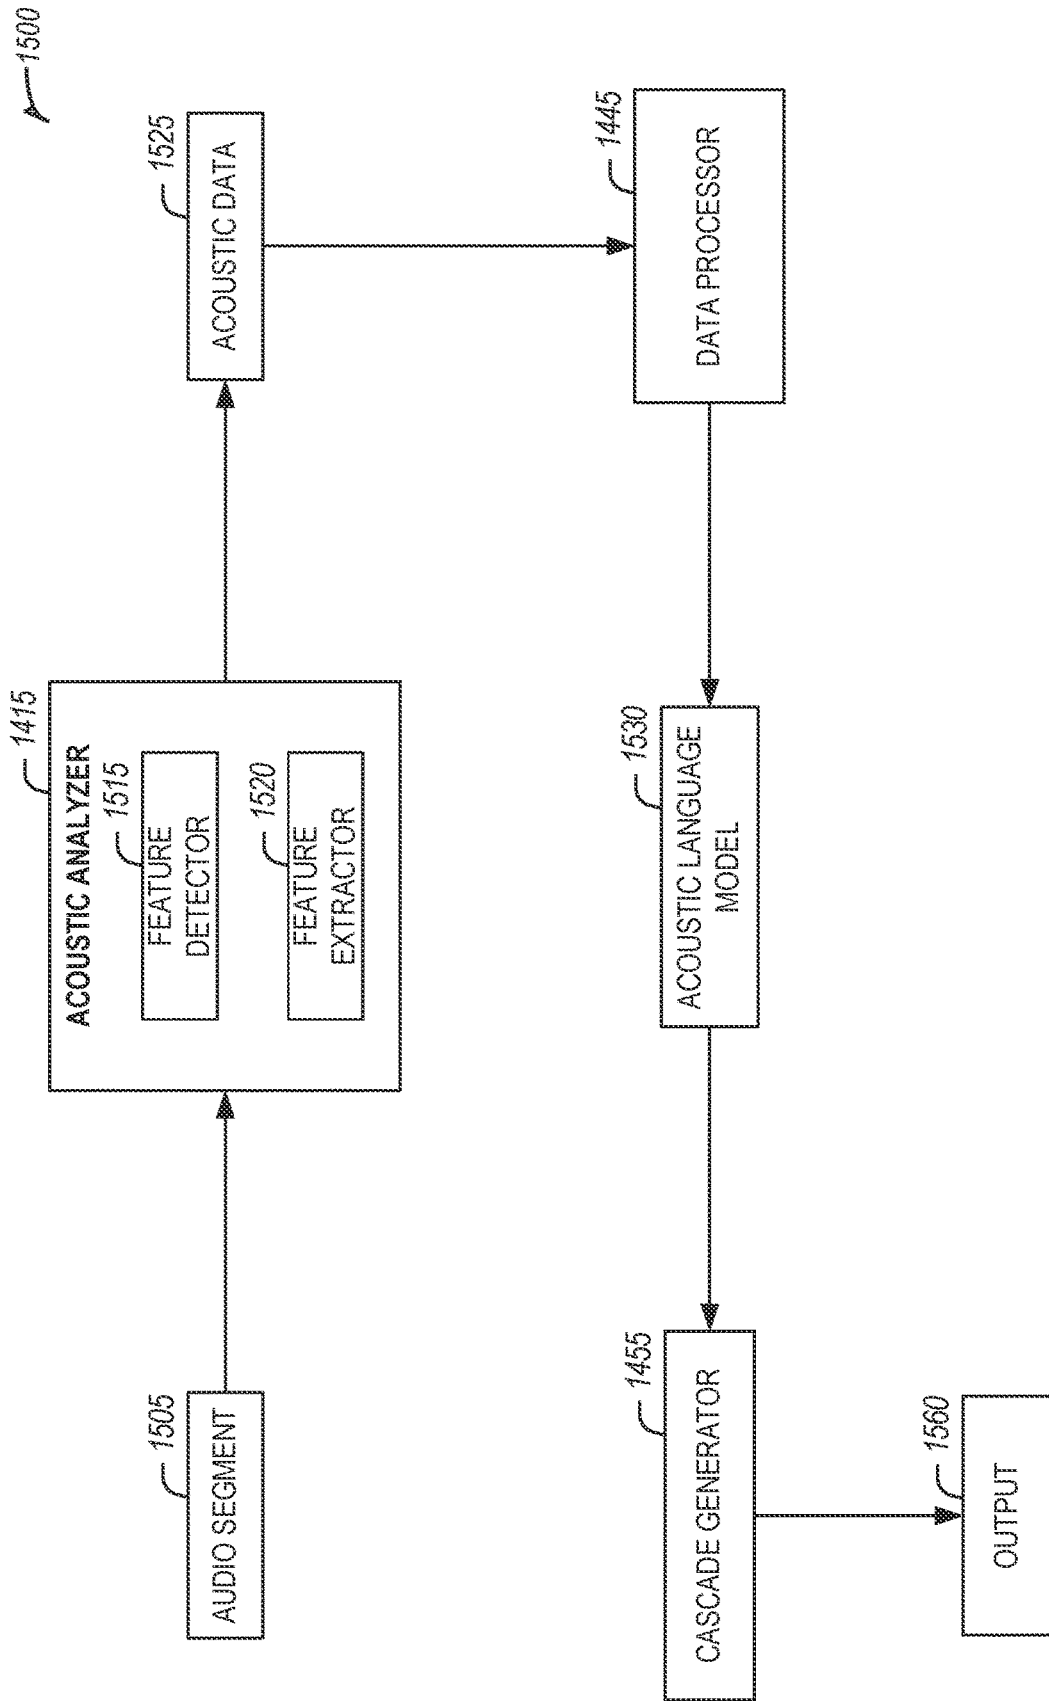 1500
1505
AUDIO SEGMENT
1415
ACOUSTIC ANALYZER
1515
FEATURE
DETECTOR
1520
FEATURE
EXTRACTOR
1525
ACOUSTIC DATA
1445
DATA PROCESSOR
1530
ACOUSTIC LANGUAGE
MODEL
1455
CASCADE GENERATOR
1560
OUTPUT